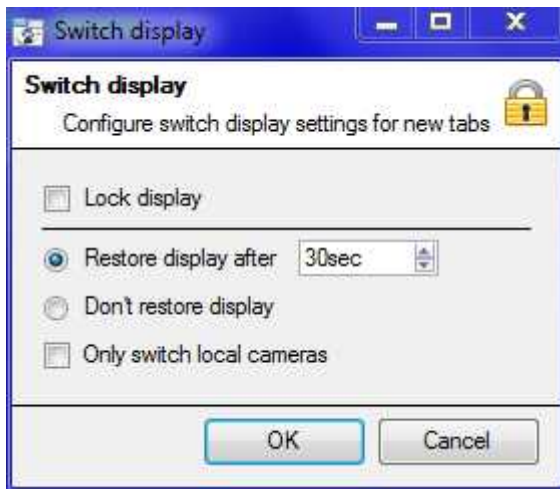 Switch display
Switch display
Configure switch display settings for new tabs
Lock display
Restore display after 30sec
Don't restore display
Only switch local cameras
OK Cancel